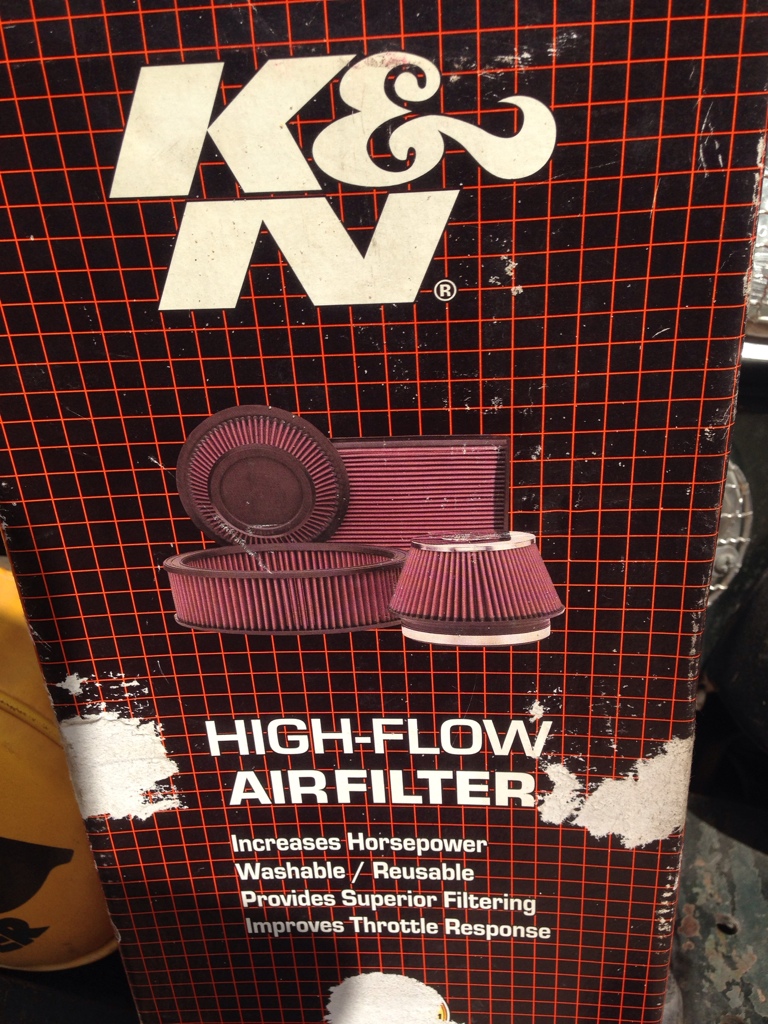 K&
N®
HIGH-FLOW
AIR FILTER
Increases Horsepower
Washable / Reusable
Provides Superior Filtering
Improves Throttle Response